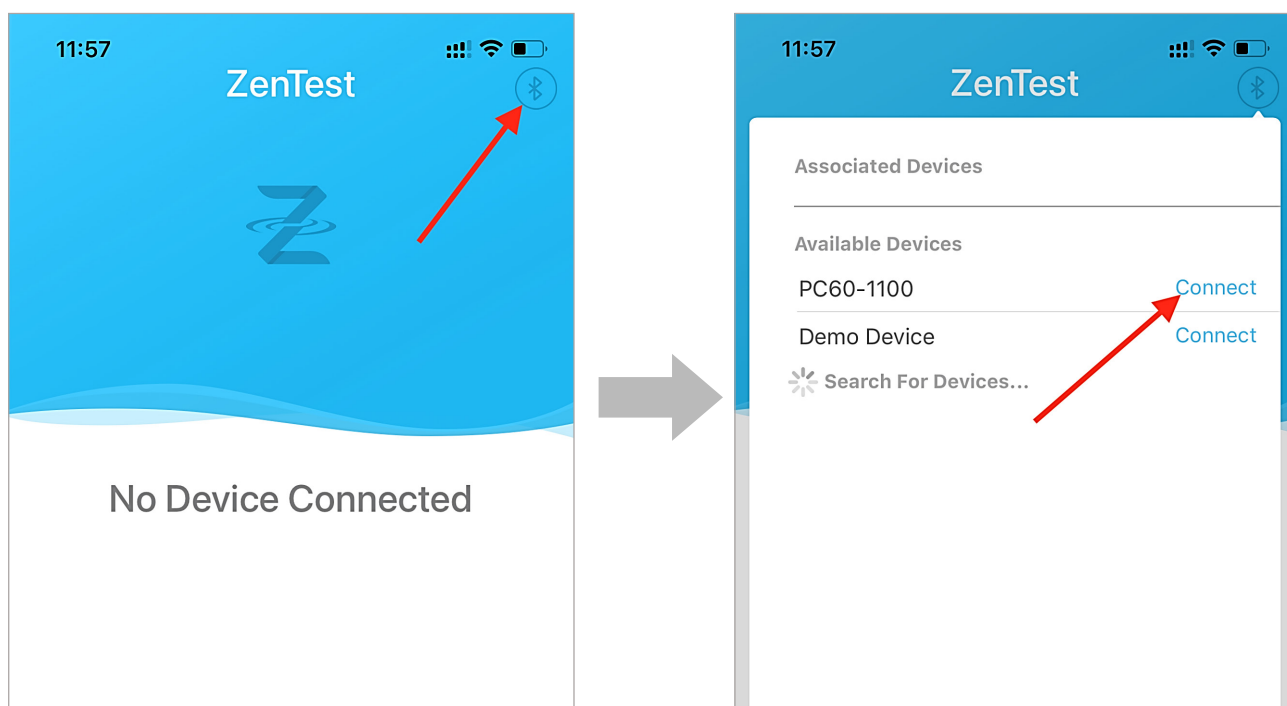 11:57
ZenTest
No Device Connected
11:57
ZenTest
Associated Devices
Available Devices
PC60-1100 Connect
Demo Device Connect
Search For Devices...